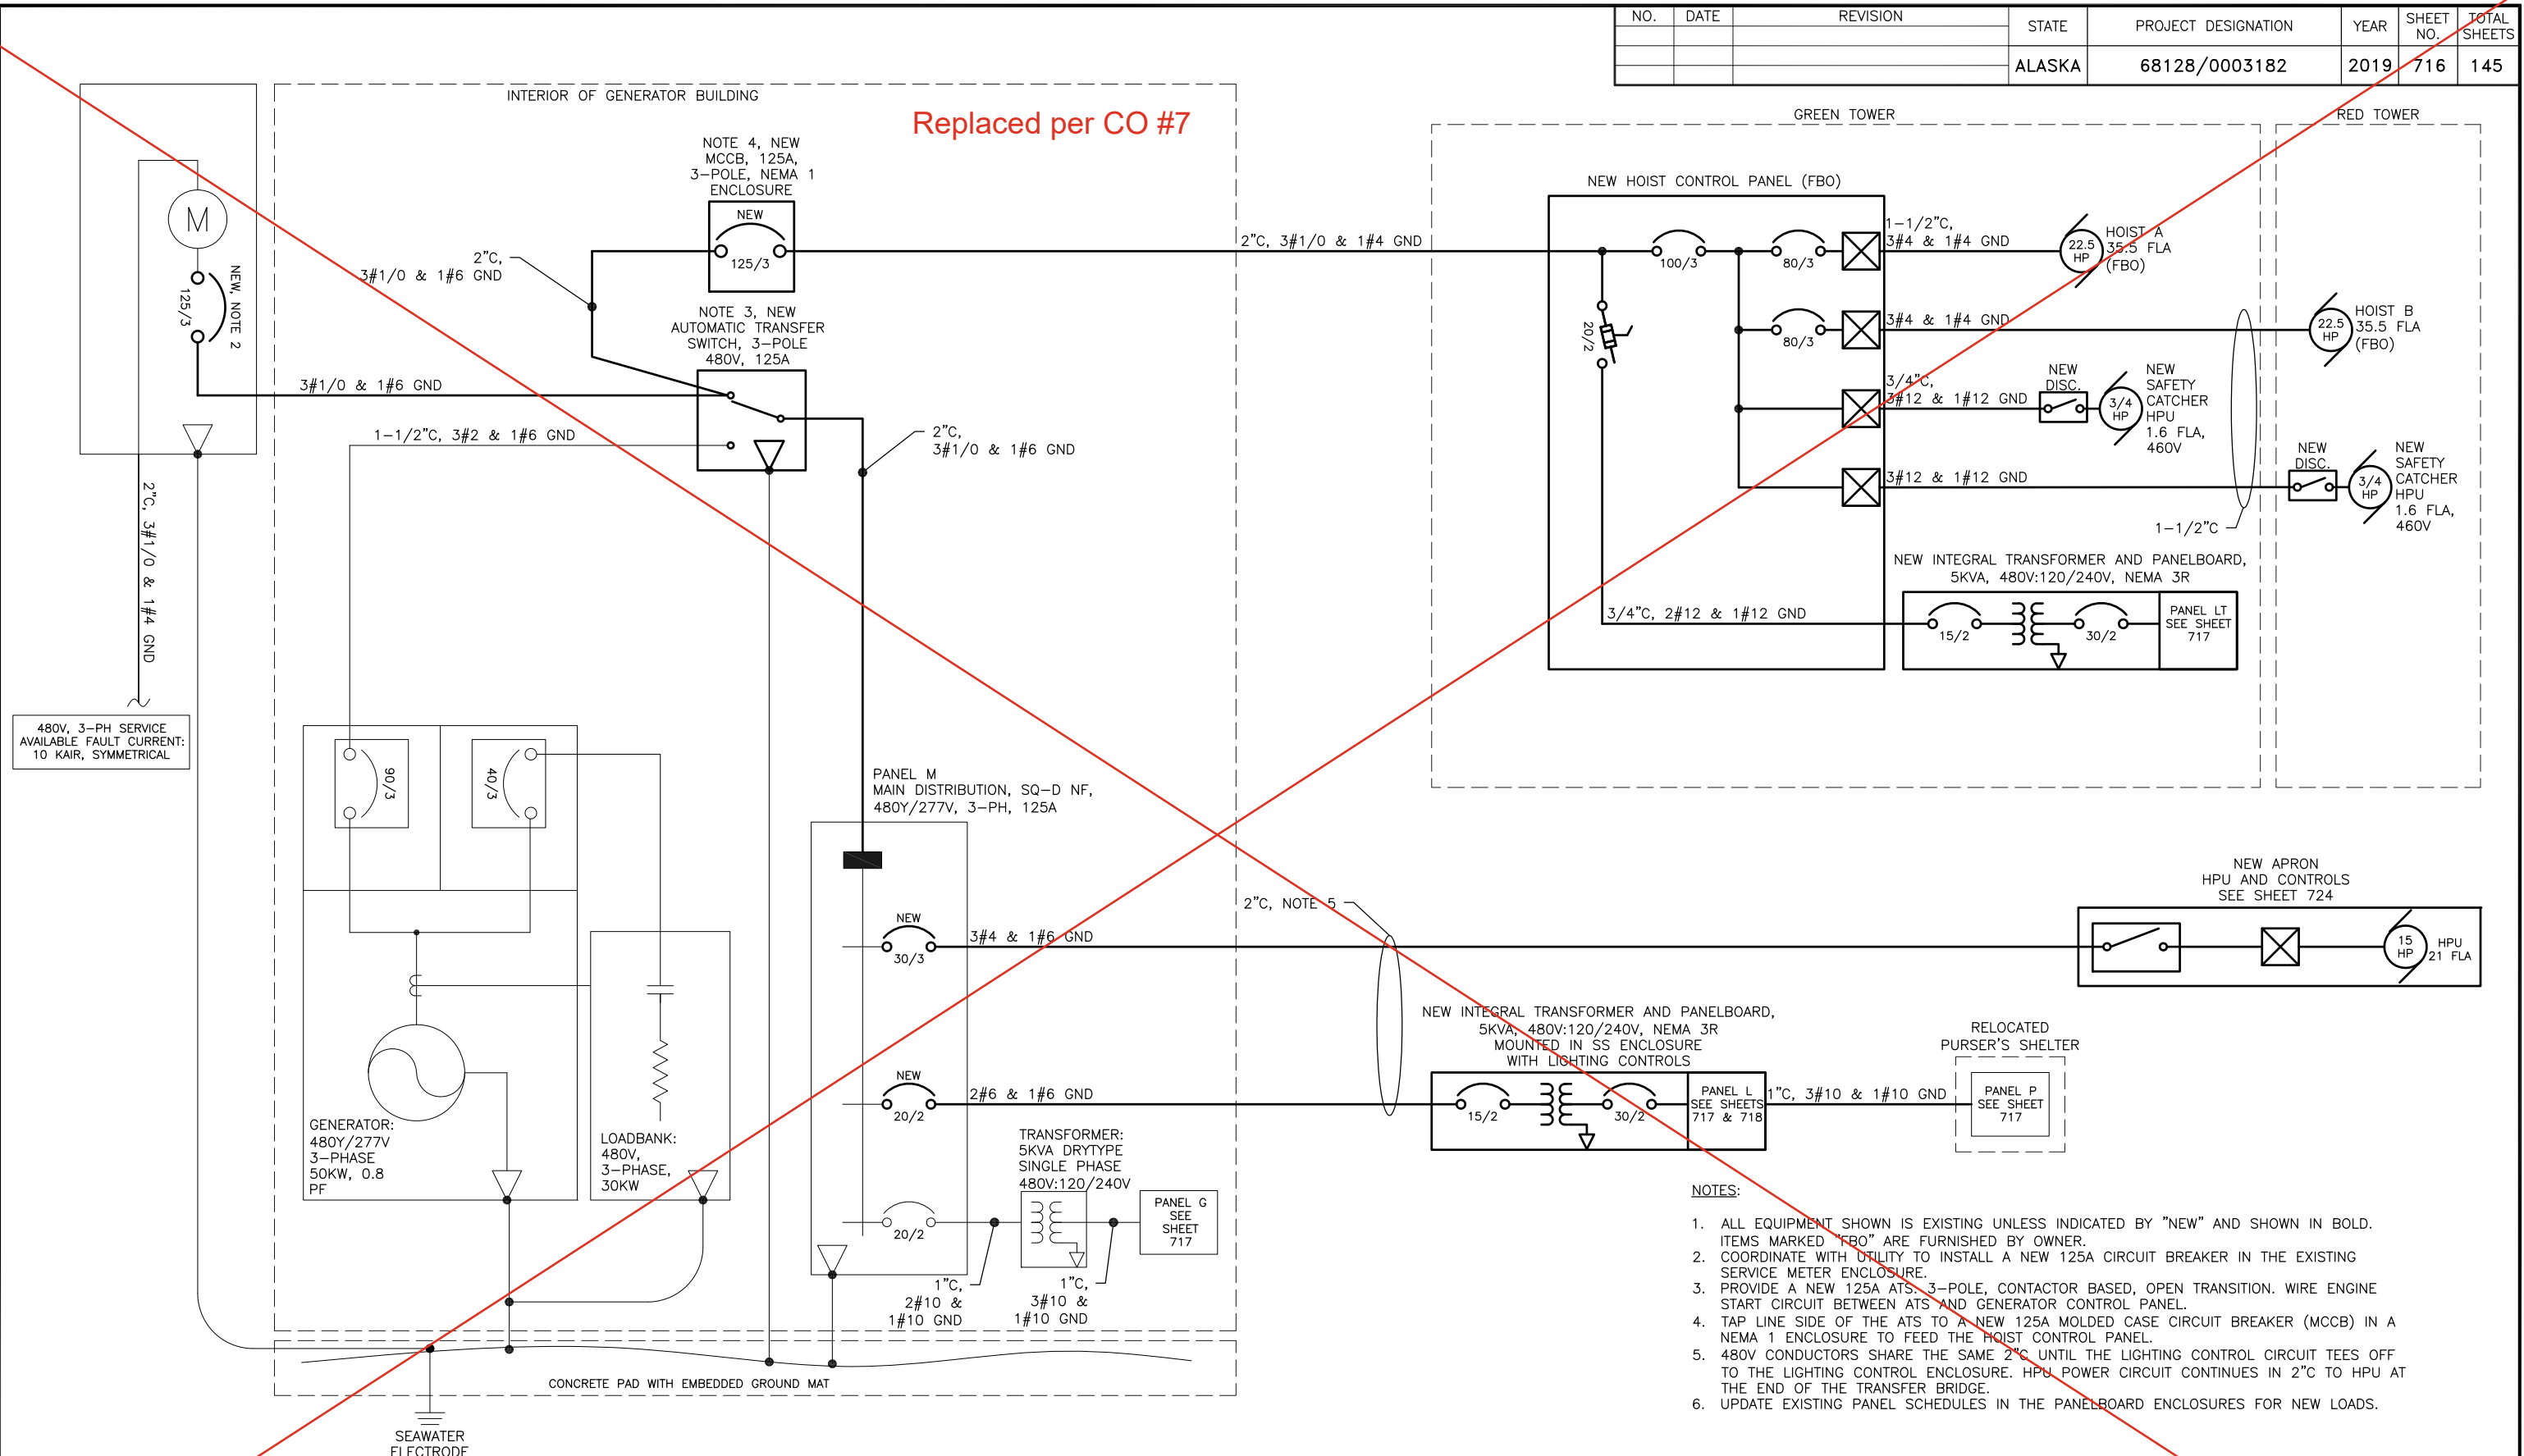 NO. DATE REVISION STATE PROJECT DESIGNATION YEAR SHEET NO. TOTAL SHEETS
ALASKA 68128/0003182 2019 716 145
INTERIOR OF GENERATOR BUILDING
Replaced per CO #7
GREEN TOWER
RED TOWER
M
NEW, NOTE 2
125/3
NOTE 4, NEW
MCCB, 125A,
3-POLE, NEMA 1
ENCLOSURE
NEW
125/3
2"C,
3#1/0 & 1#6 GND
NOTE 3, NEW
AUTOMATIC TRANSFER
SWITCH, 3-POLE
480V, 125A
3#1/0 & 1#6 GND
1-1/2"C, 3#2 & 1#6 GND
2"C,
3#1/0 & 1#6 GND
2"C, 3#1/0 & 1#4 GND
2"C, 3#1/0 & 1#4 GND
480V, 3-PH SERVICE
AVAILABLE FAULT CURRENT:
10 KAIR, SYMMETRICAL
NEW HOIST CONTROL PANEL (FBO)
100/3
80/3
1-1/2"C,
3#4 & 1#4 GND
22.5
HP
HOIST A
35.5 FLA
(FBO)
20/2
80/3
3#4 & 1#4 GND
22.5
HP
HOIST B
35.5 FLA
(FBO)
3/4"C,
3#12 & 1#12 GND
NEW
DISC.
3/4
HP
NEW
SAFETY
CATCHER
HPU
1.6 FLA,
460V
3#12 & 1#12 GND
NEW
DISC.
3/4
HP
NEW
SAFETY
CATCHER
HPU
1.6 FLA,
460V
1-1/2"C
NEW INTEGRAL TRANSFORMER AND PANELBOARD,
5KVA, 480V:120/240V, NEMA 3R
3/4"C, 2#12 & 1#12 GND
15/2
30/2
PANEL LT
SEE SHEET
717
90/3
40/3
GENERATOR:
480Y/277V
3-PHASE
50KW, 0.8
PF
LOADBANK:
480V,
3-PHASE,
30KW
PANEL M
MAIN DISTRIBUTION, SQ-D NF,
480Y/277V, 3-PH, 125A
NEW
30/3
3#4 & 1#6 GND
2"C, NOTE 5
NEW APRON
HPU AND CONTROLS
SEE SHEET 724
15
HP
HPU
21 FLA
NEW
20/2
2#6 & 1#6 GND
NEW INTEGRAL TRANSFORMER AND PANELBOARD,
5KVA, 480V:120/240V, NEMA 3R
MOUNTED IN SS ENCLOSURE
WITH LIGHTING CONTROLS
15/2
30/2
PANEL L
SEE SHEETS
717 & 718
1"C, 3#10 & 1#10 GND
RELOCATED
PURSER'S SHELTER
PANEL P
SEE SHEET
717
20/2
TRANSFORMER:
5KVA DRYTYPE
SINGLE PHASE
480V:120/240V
PANEL G
SEE
SHEET
717
1"C,
2#10 &
1#10 GND
1"C,
3#10 &
1#10 GND
CONCRETE PAD WITH EMBEDDED GROUND MAT
SEAWATER
ELECTRODE
NOTES:
1. ALL EQUIPMENT SHOWN IS EXISTING UNLESS INDICATED BY "NEW" AND SHOWN IN BOLD.
ITEMS MARKED "FBO" ARE FURNISHED BY OWNER.
2. COORDINATE WITH UTILITY TO INSTALL A NEW 125A CIRCUIT BREAKER IN THE EXISTING
SERVICE METER ENCLOSURE.
3. PROVIDE A NEW 125A ATS. 3-POLE, CONTACTOR BASED, OPEN TRANSITION. WIRE ENGINE
START CIRCUIT BETWEEN ATS AND GENERATOR CONTROL PANEL.
4. TAP LINE SIDE OF THE ATS TO A NEW 125A MOLDED CASE CIRCUIT BREAKER (MCCB) IN A
NEMA 1 ENCLOSURE TO FEED THE HOIST CONTROL PANEL.
5. 480V CONDUCTORS SHARE THE SAME 2"C UNTIL THE LIGHTING CONTROL CIRCUIT TEES OFF
TO THE LIGHTING CONTROL ENCLOSURE. HPU POWER CIRCUIT CONTINUES IN 2"C TO HPU AT
THE END OF THE TRANSFER BRIDGE.
6. UPDATE EXISTING PANEL SCHEDULES IN THE PANELBOARD ENCLOSURES FOR NEW LOADS.